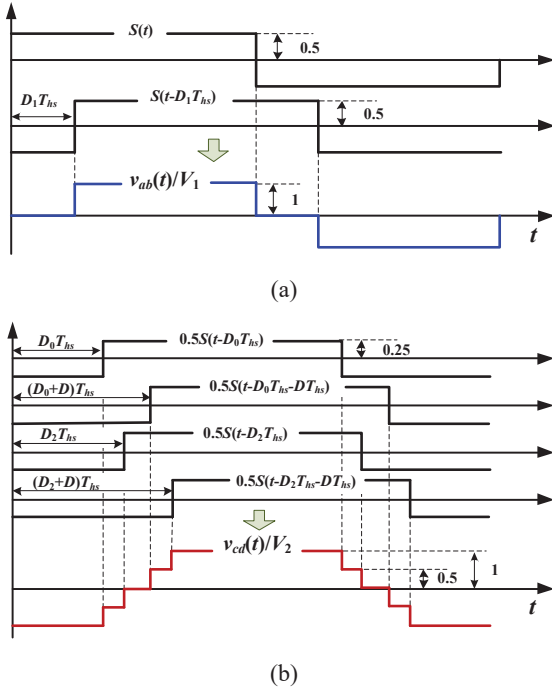 S(t)
0.5
D₁Tₕₛ
S(t-D₁Tₕₛ)
0.5
vₐb(t)/V₁
1
t
(a)
D₀Tₕₛ
0.5S(t-D₀Tₕₛ)
0.25
(D₀+D)Tₕₛ
0.5S(t-D₀Tₕₛ-DTₕₛ)
D₂Tₕₛ
0.5S(t-D₂Tₕₛ)
(D₂+D)Tₕₛ
0.5S(t-D₂Tₕₛ-DTₕₛ)
v_cd(t)/V₂
0.5
1
t
(b)